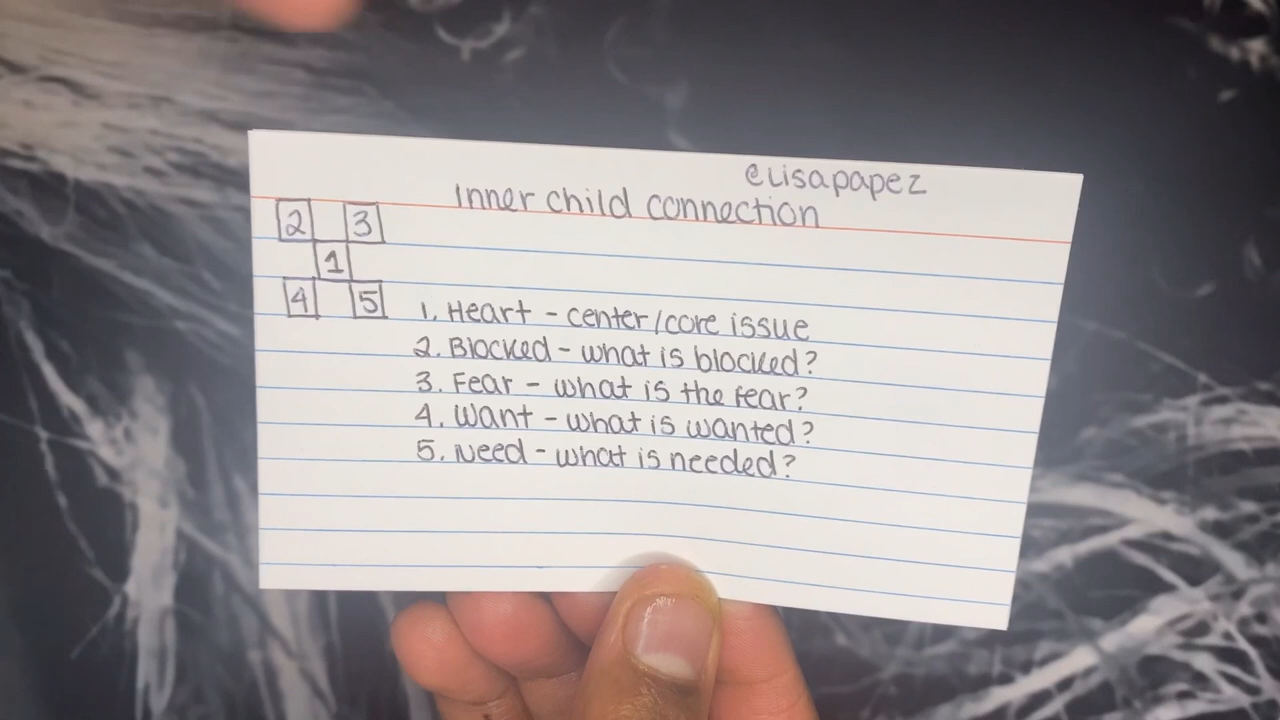 elisapapez
Inner child connection
2 3
1
4 5
1. Heart - center/core issue
2. Blocked - what is blocked?
3. Fear - what is the fear?
4. Want - what is wanted?
5. Need - what is needed?